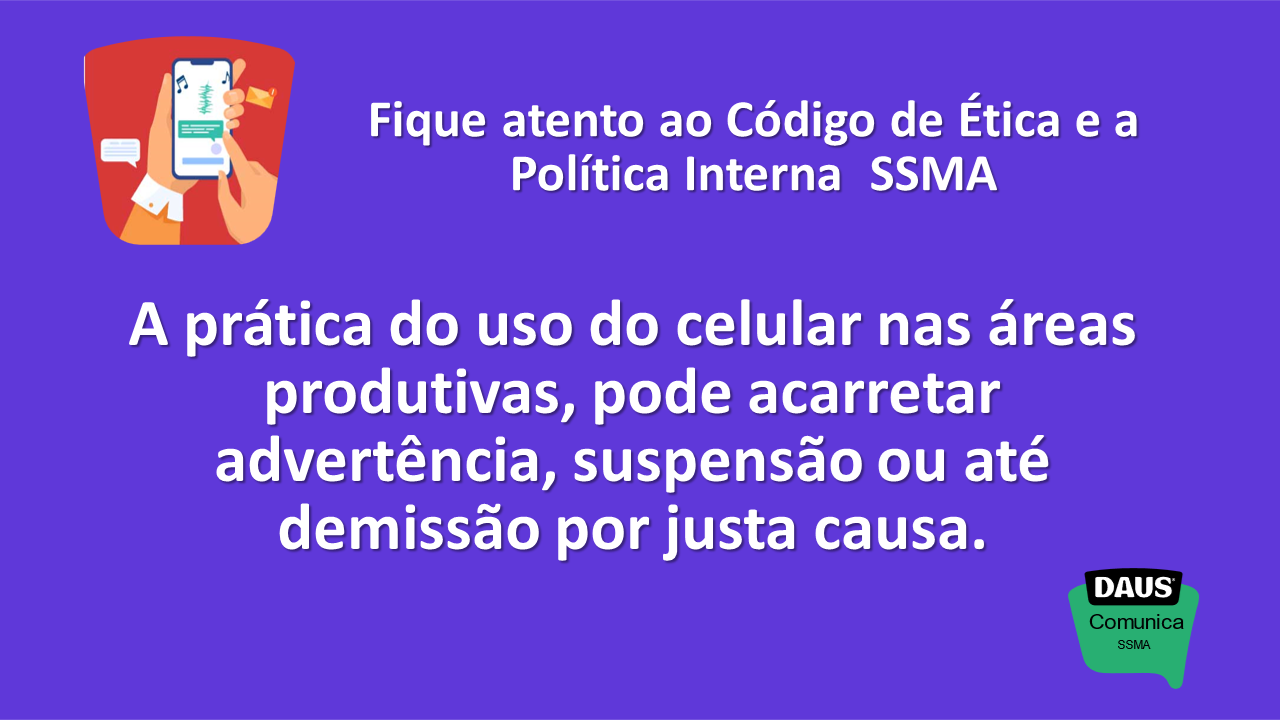 Fique atento ao Código de Ética e a
Política Interna  SSMA
A prática do uso do celular nas áreas
produtivas, pode acarretar
advertência, suspensão ou até
demissão por justa causa.
DAUS
Comunica
SSMA